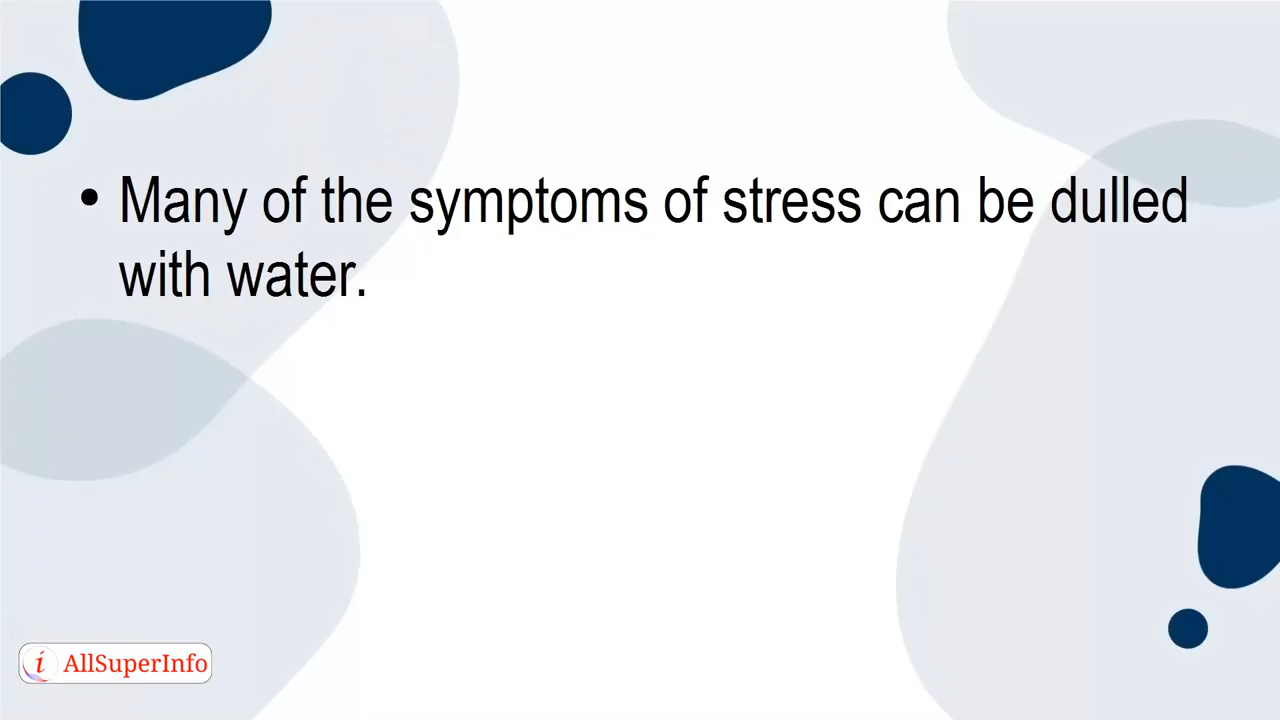 • Many of the symptoms of stress can be dulled
with water.
i AllSuperInfo